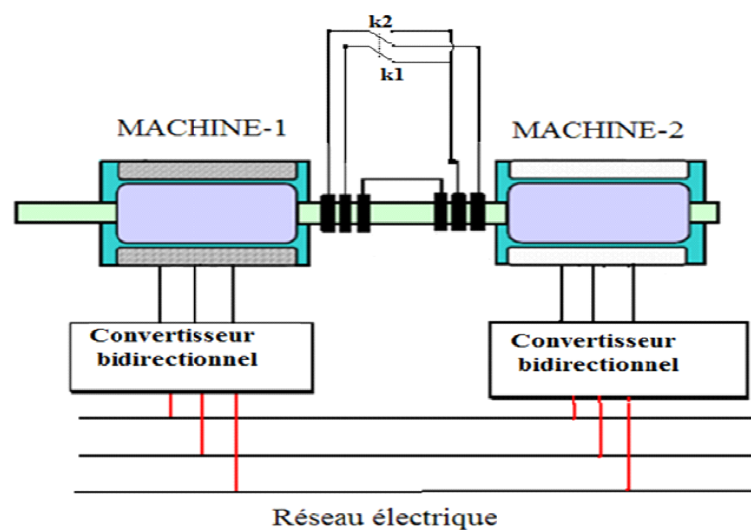 k2
k1
MACHINE-1
MACHINE-2
Convertisseur
bidirectionnel
Convertisseur
bidirectionnel
Réseau électrique